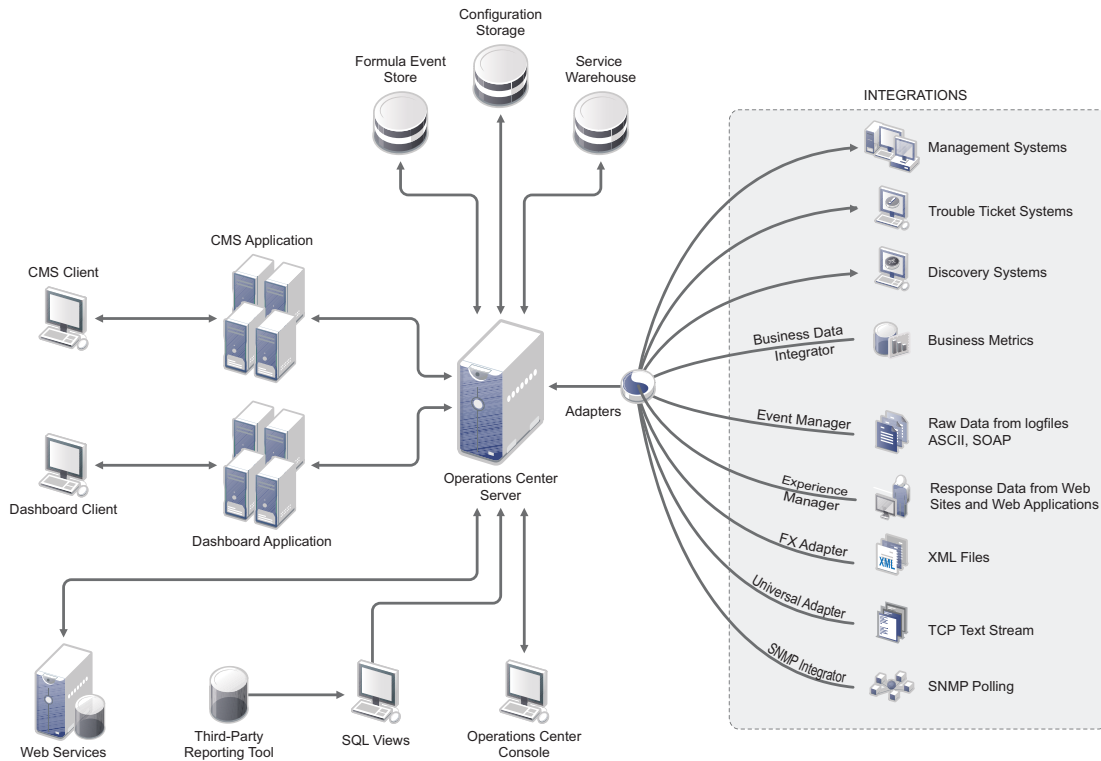 Configuration
Storage
Formula Event
Store
Service
Warehouse
INTEGRATIONS
Management Systems
Trouble Ticket Systems
CMS Application
CMS Client
Discovery Systems
Business Data
Integrator
Business Metrics
Adapters
Event Manager
Raw Data from logfiles
ASCII, SOAP
Operations Center
Server
Experience
Manager
Response Data from Web
Sites and Web Applications
Dashboard Client
Dashboard Application
FX Adapter
XML
XML Files
Universal Adapter
TCP Text Stream
SNMP Integrator
SNMP Polling
Web Services
Third-Party
Reporting Tool
SQL Views
Operations Center
Console